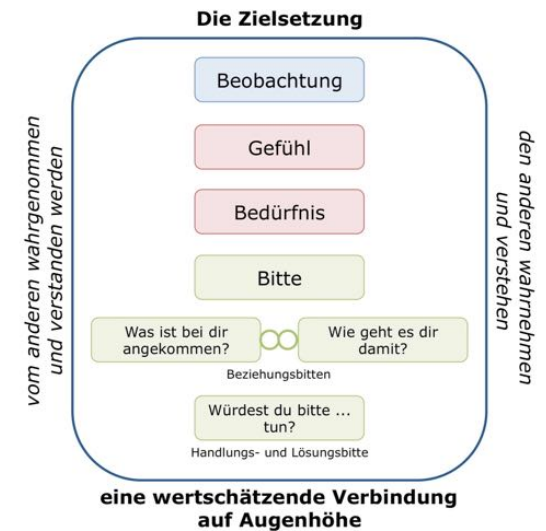 Die Zielsetzung
vom anderen wahrgenommen
und verstanden werden
Beobachtung
Gefühl
Bedürfnis
Bitte
Was ist bei dir
angekommen?
Wie geht es dir
damit?
Beziehungsbitten
Würdest du bitte ...
tun?
Handlungs- und Lösungsbitte
den anderen wahrnehmen
und verstehen
eine wertschätzende Verbindung
auf Augenhöhe